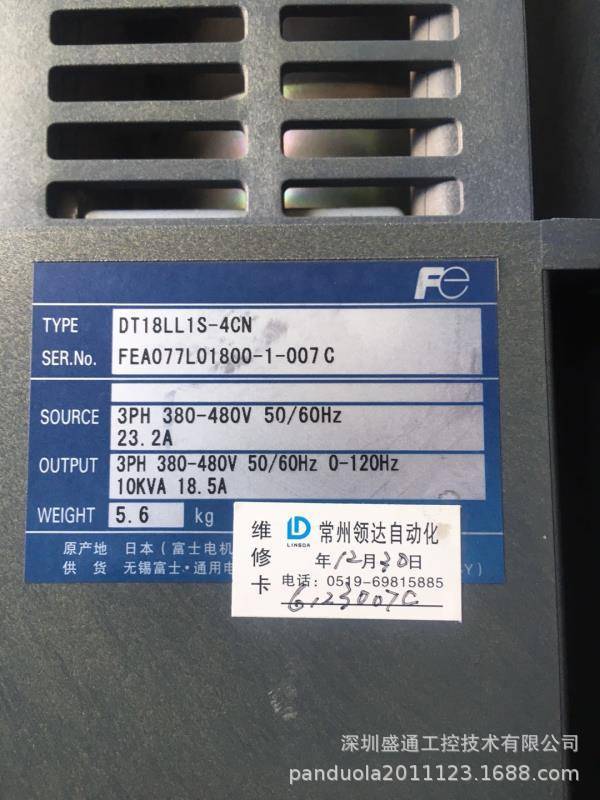 Fe
TYPE DT18LL1S-4CN
SER.No. FEA077L01800-1-007C
SOURCE 3PH 380-480V 50/60Hz
23.2A
OUTPUT 3PH 380-480V 50/60Hz 0-120Hz
10KVA 18.5A
WEIGHT 5.6 kg
原产地 日本(富士电机
供货 无锡富士·通用电
Y)
维修卡
LD
LINGDA
常州领达自动化
年12月30日
电话:0519-69815885
6123007C
深圳盛通工控技术有限公司
panduola2011123.1688.com